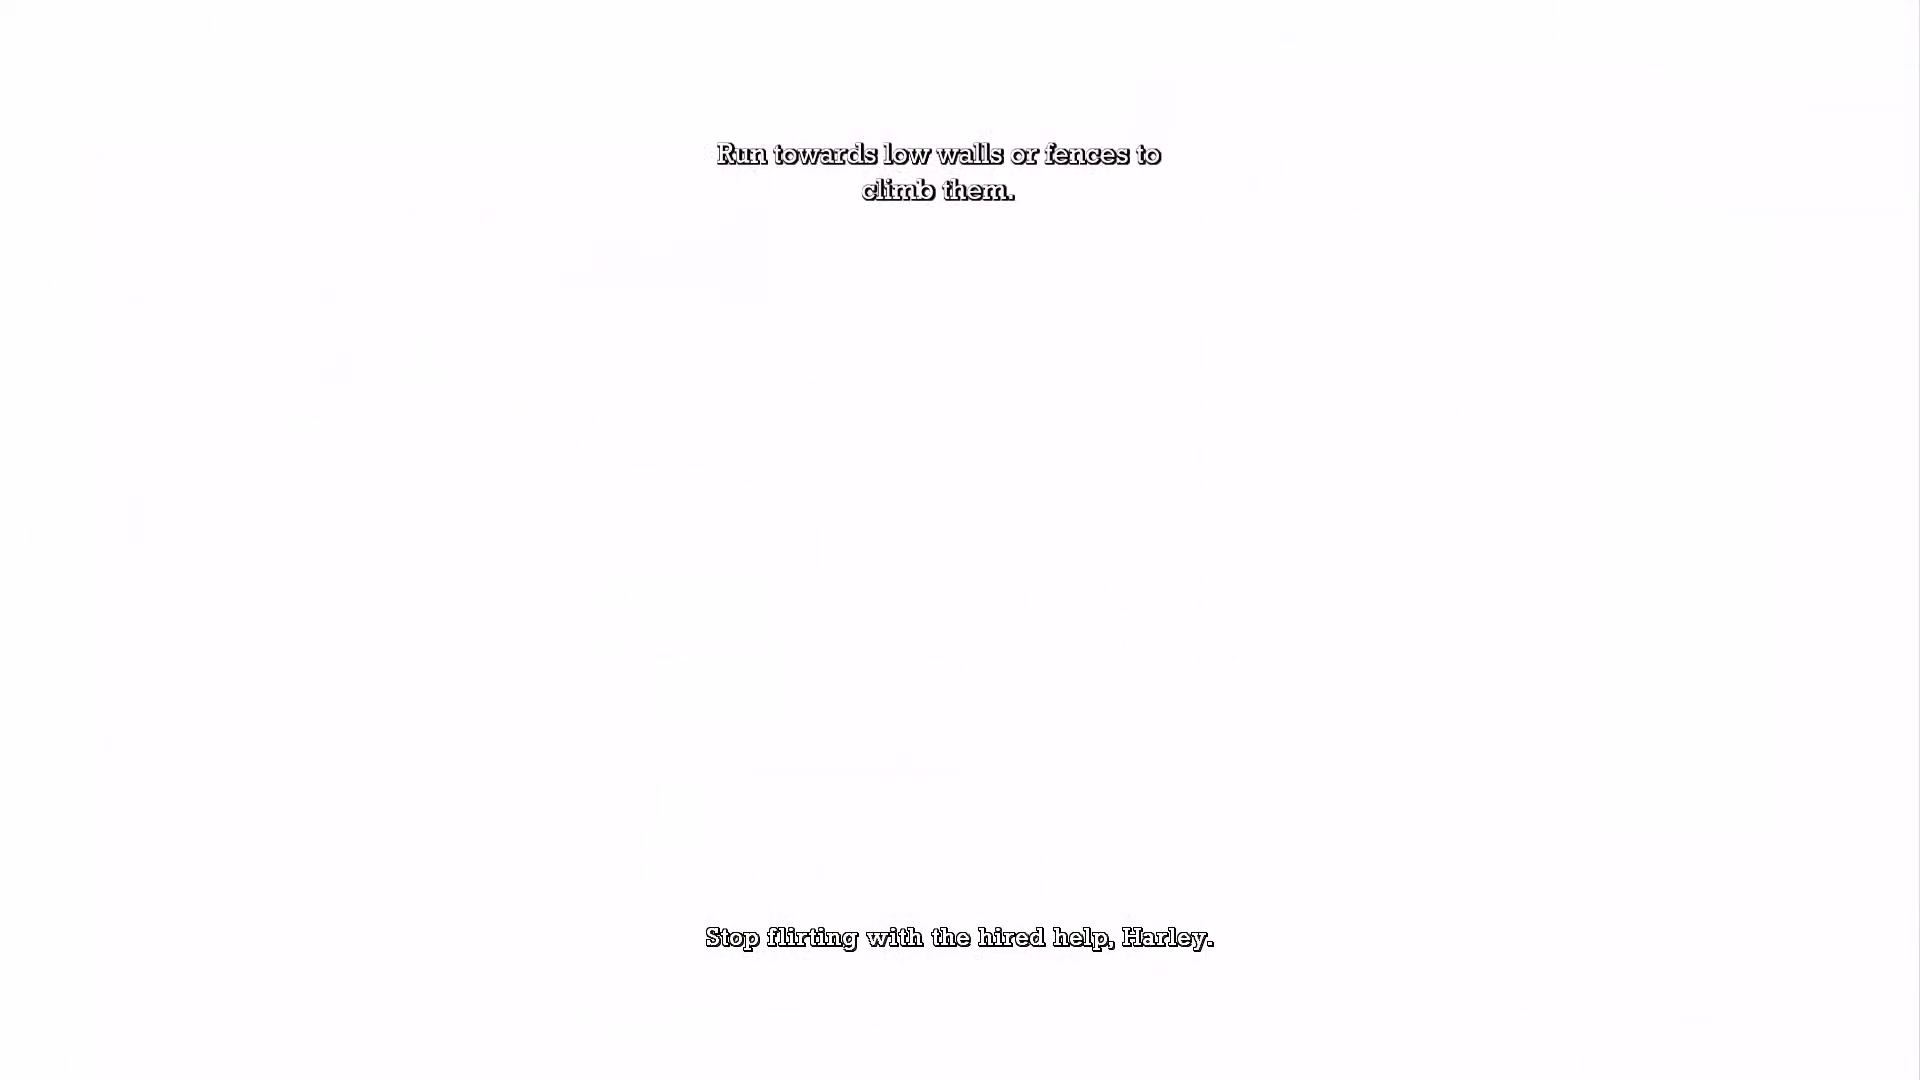 Run towards low walls or fences to
climb them.
Stop flirting with the hired help, Harley.